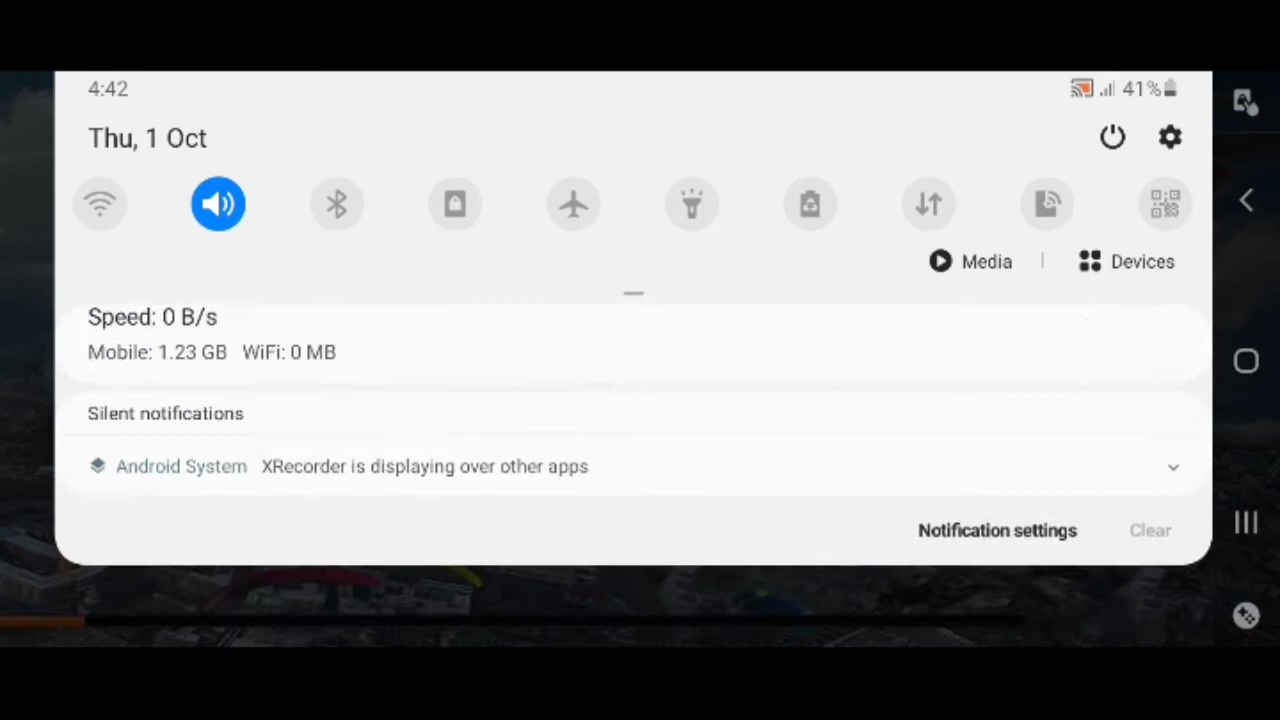 4:42
41%
Thu, 1 Oct
Media | Devices
Speed: 0 B/s
Mobile: 1.23 GB WiFi: 0 MB
Silent notifications
Android System XRecorder is displaying over other apps
Notification settings Clear